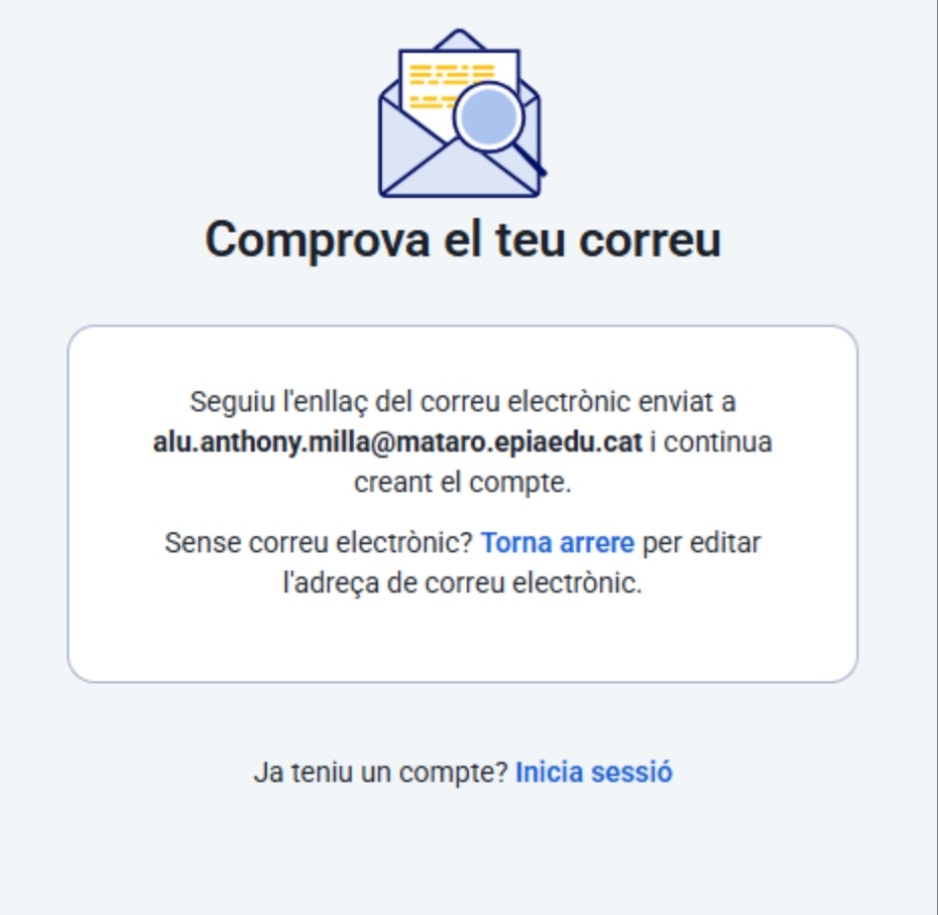 Comprova el teu correu
Seguiu l'enllaç del correu electrònic enviat a
alu.anthony.milla@mataro.epiaedu.cat i continua
creant el compte.
Sense correu electrònic? Torna arrere per editar
l'adreça de correu electrònic.
Ja teniu un compte? Inicia sessió